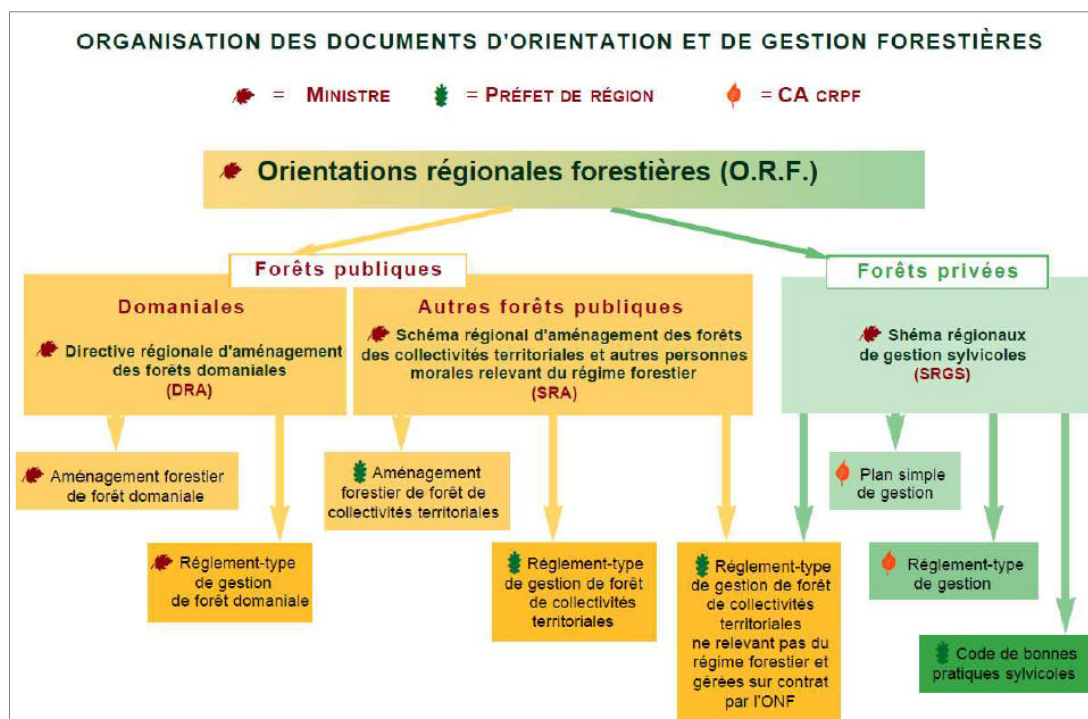 ORGANISATION DES DOCUMENTS D'ORIENTATION ET DE GESTION FORESTIÈRES
= MINISTRE = PRÉFET DE RÉGION = CA CRPF
Orientations régionales forestières (O.R.F.)
Forêts publiques
Forêts privées
Domaniales
Directive régionale d'aménagement
des forêts domaniales
(DRA)
Autres forêts publiques
Schéma régional d'aménagement des forêts
des collectivités territoriales et autres personnes
morales relevant du régime forestier
(SRA)
Shéma régionaux
de gestion sylvicoles
(SRGS)
Aménagement forestier
de forêt domaniale
Aménagement
forestier de forêt de
collectivités territoriales
Plan simple
de gestion
Réglement-type
de gestion
de forêt domaniale
Réglement-type
de gestion de forêt
de collectivités
territoriales
Réglement-type
de gestion de forêt
de collectivités
territoriales
ne relevant pas du
régime forestier et
gérées sur contrat
par l'ONF
Réglement-type
de gestion
Code de bonnes
pratiques sylvicoles